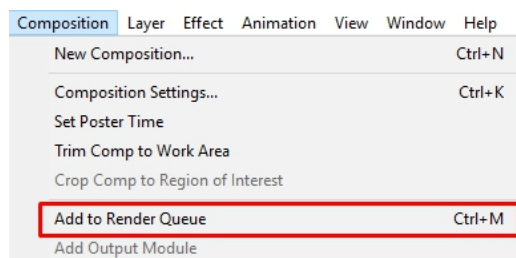 Composition Layer Effect Animation View Window Help
New Composition... Ctrl+N
Composition Settings... Ctrl+K
Set Poster Time
Trim Comp to Work Area
Crop Comp to Region of Interest
Add to Render Queue Ctrl+M
Add Output Module